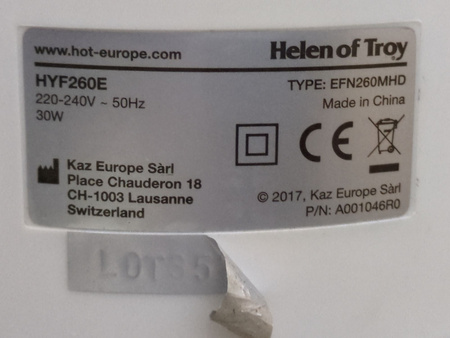 www.hot-europe.com Helen of Troy
HYF260E TYPE: EFN260MHD
220-240V ~ 50Hz Made in China
30W
CE
Kaz Europe Sàrl
Place Chauderon 18
CH-1003 Lausanne
Switzerland
© 2017, Kaz Europe Sàrl
P/N: A001046R0
LOT35